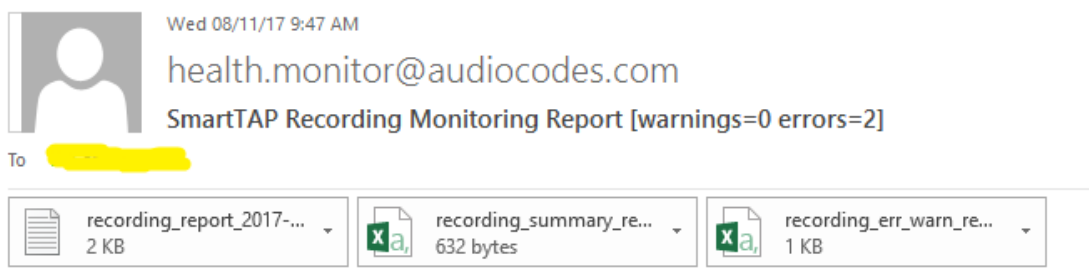 Wed 08/11/17 9:47 AM
health.monitor@audiocodes.com
SmartTAP Recording Monitoring Report [warnings=0 errors=2]
To
recording_report_2017-... recording_summary_re... recording_err_warn_re...
2 KB 632 bytes 1 KB